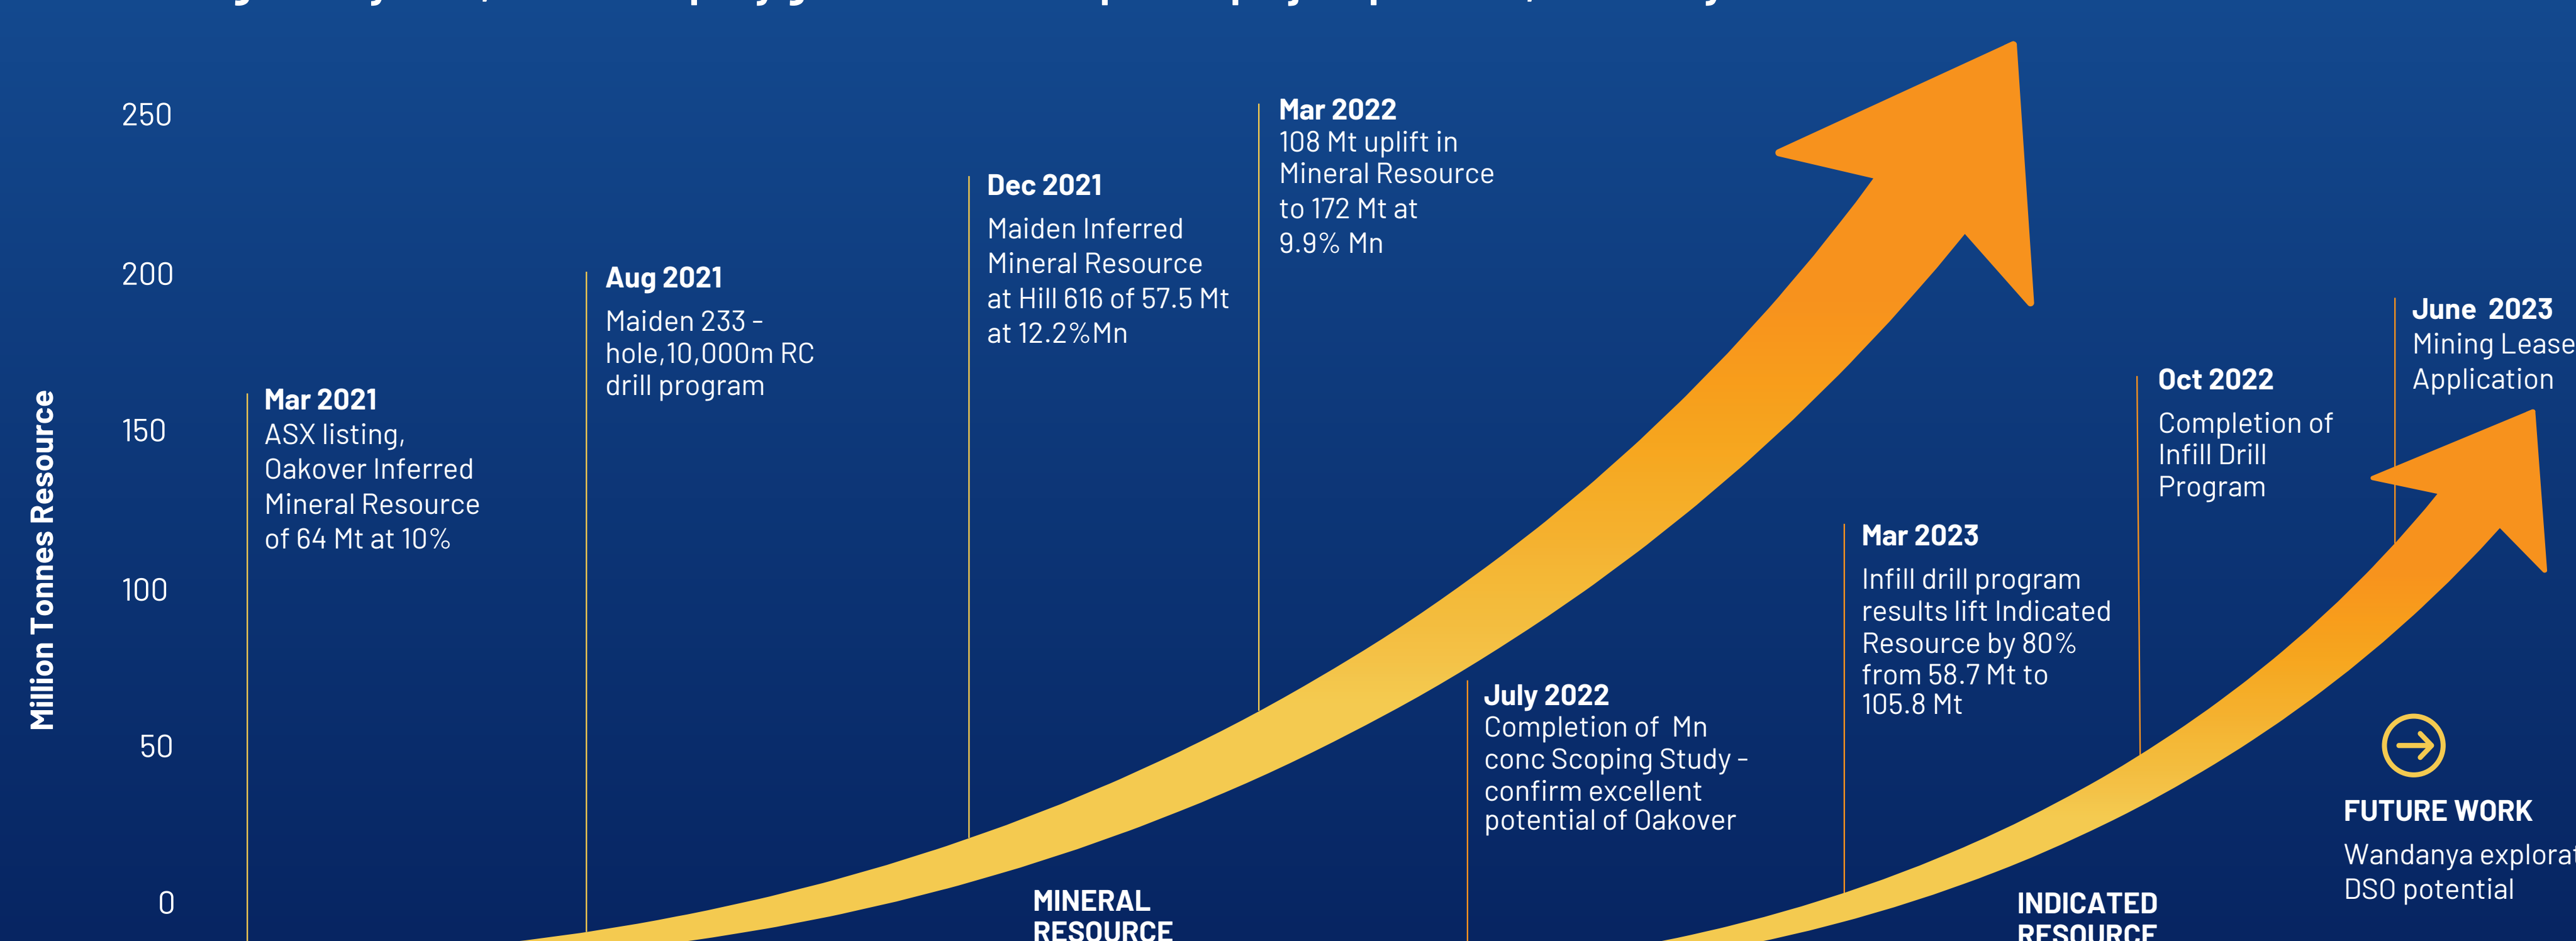 250
200
150
100
50
0
Million Tonnes Resource
Mar 2021
ASX listing,
Oakover Inferred
Mineral Resource
of 64 Mt at 10%
Aug 2021
Maiden 233 -
hole,10,000m RC
drill program
Dec 2021
Maiden Inferred
Mineral Resource
at Hill 616 of 57.5 Mt
at 12.2%Mn
Mar 2022
108 Mt uplift in
Mineral Resource
to 172 Mt at
9.9% Mn
MINERAL
RESOURCE
July 2022
Completion of  Mn
conc Scoping Study -
confirm excellent
potential of Oakover
Mar 2023
Infill drill program
results lift Indicated
Resource by 80%
from 58.7 Mt to
105.8 Mt
Oct 2022
Completion of
Infill Drill
Program
June  2023
Mining Lease
Application
INDICATED
RESOURCE
FUTURE WORK
Wandanya
DSO potential